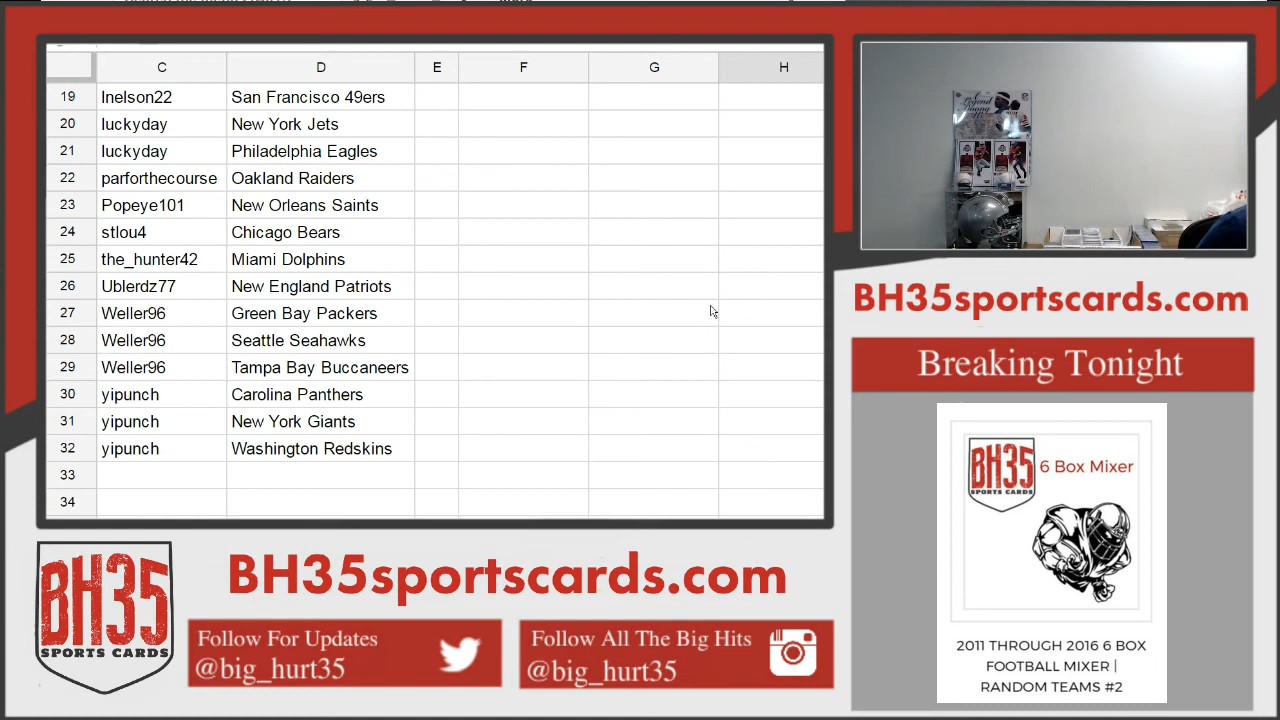 C D E F G H
19 lnelson22 San Francisco 49ers
20 luckyday New York Jets
21 luckyday Philadelphia Eagles
22 parforthecourse Oakland Raiders
23 Popeye101 New Orleans Saints
24 stlou4 Chicago Bears
25 the_hunter42 Miami Dolphins
26 Ublerdz77 New England Patriots
27 Weller96 Green Bay Packers
28 Weller96 Seattle Seahawks
29 Weller96 Tampa Bay Buccaneers
30 yipunch Carolina Panthers
31 yipunch New York Giants
32 yipunch Washington Redskins
33
34
BH35sportscards.com
Breaking Tonight
BH35
SPORTS CARDS
6 Box Mixer
2011 THROUGH 2016 6 BOX
FOOTBALL MIXER |
RANDOM TEAMS #2
BH35
SPORTS CARDS
BH35sportscards.com
Follow For Updates
@big_hurt35
Follow All The Big Hits
@big_hurt35